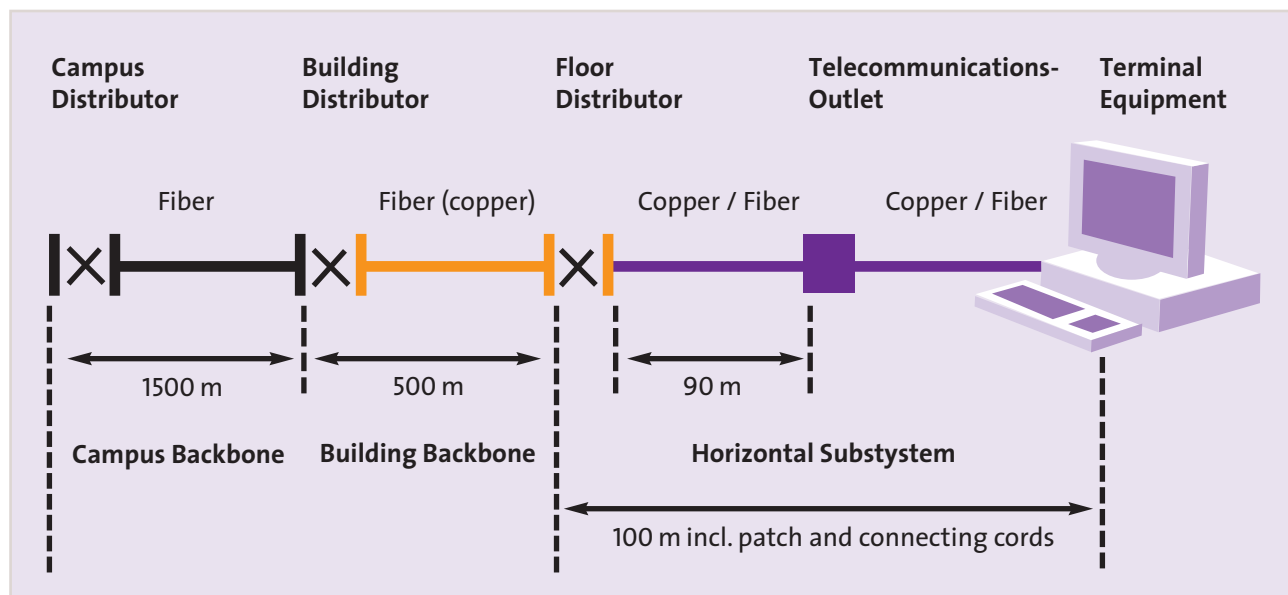 Campus
Distributor
Building
Distributor
Floor
Distributor
Telecommunications-
Outlet
Terminal
Equipment
Fiber
Fiber (copper)
Copper / Fiber
Copper / Fiber
1500 m
500 m
90 m
Campus Backbone
Building Backbone
Horizontal Substystem
100 m incl. patch and connecting cords